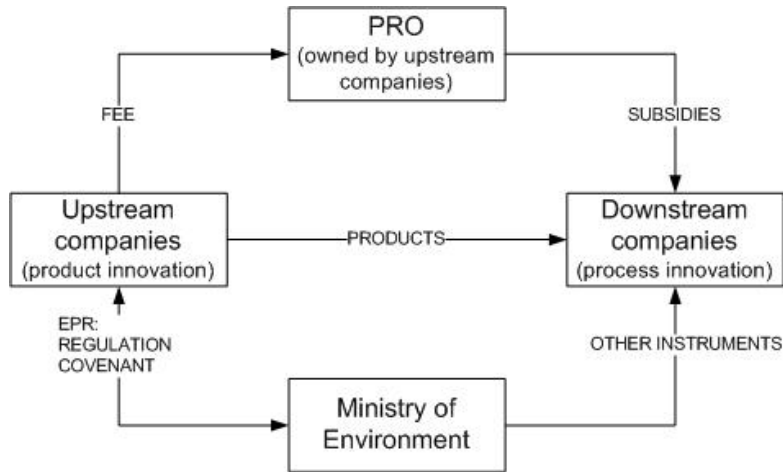 PRO
(owned by upstream
companies)
FEE
SUBSIDIES
Upstream
companies
(product innovation)
PRODUCTS
Downstream
companies
(process innovation)
EPR:
REGULATION
COVENANT
OTHER INSTRUMENTS
Ministry of
Environment